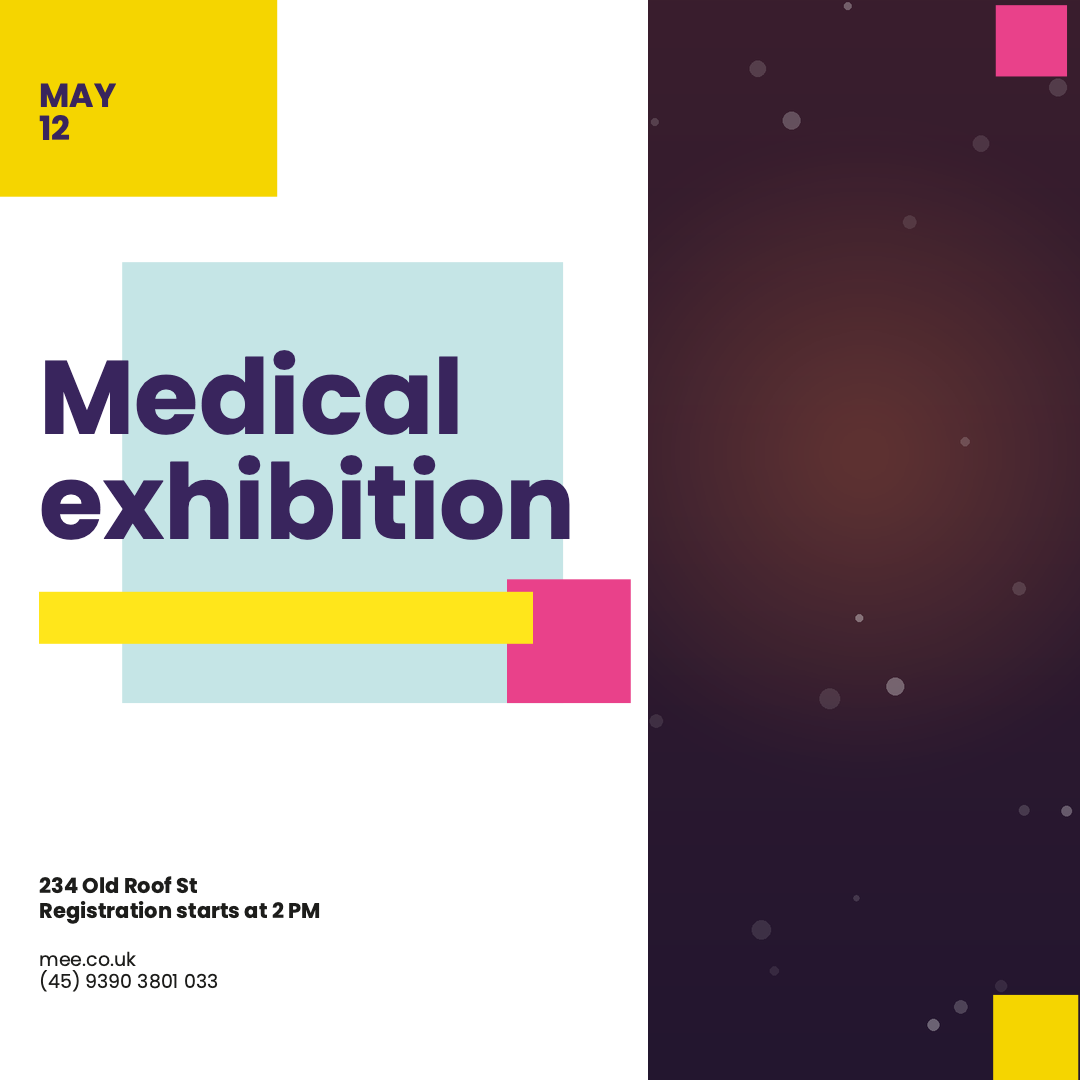 MAY
12
Medical
exhibition
234 Old Roof St
Registration starts at 2 PM
mee.co.uk
(45) 9390 3801 033